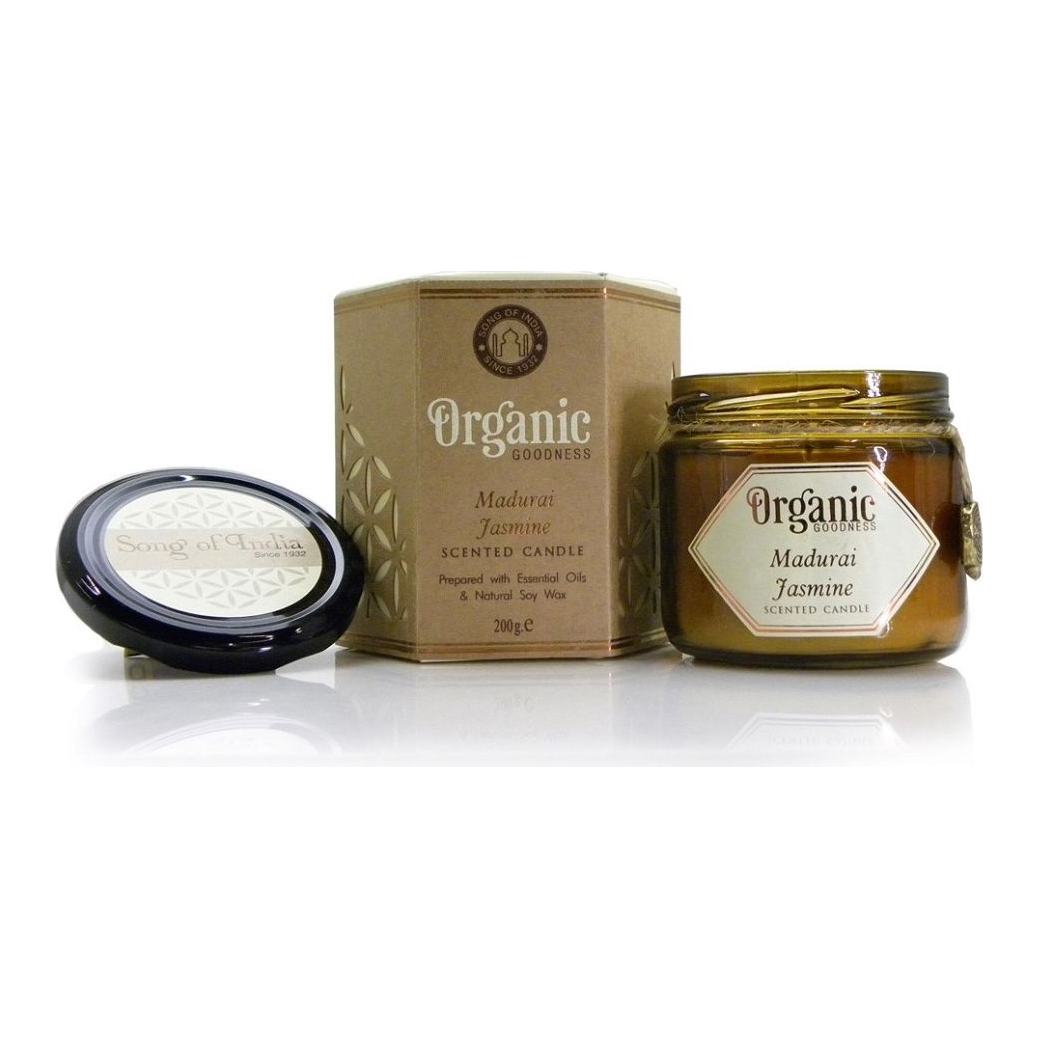 Song of India
Since 1932
SONG OF INDIA
SINCE 1932
Organic
GOODNESS
Madurai
Jasmine
SCENTED CANDLE
Prepared with Essential Oils
& Natural Soy Wax
200g.e
Organic
GOODNESS
Madurai
Jasmine
SCENTED CANDLE